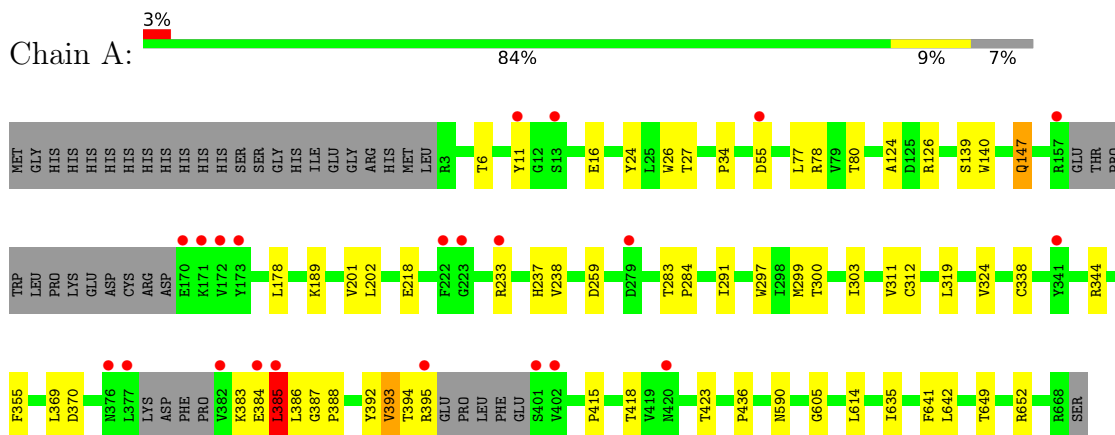 3%
Chain A:
84% 9% 7%
MET GLY HIS HIS HIS HIS HIS HIS HIS HIS HIS HIS SER SER GLY HIS ILE GLU GLY ARG HIS MET LEU R3 T6 Y11 G12 S13 E16 Y24 L25 W26 T27 P34 D55 L77 R78 V79 T80 A124 D125 R126 S139 W140 Q147 R157 GLU THR PRO
TRP LEU PRO LYS GLU ASP CYS ARG ASP E170 K171 V172 Y173 L178 K189 V201 L202 E218 F222 G223 R233 H237 V238 D259 D279 T283 P284 I291 W297 I298 M299 T300 I303 V311 C312 L319 V324 C338 Y341 R344
F355 L369 D370 N376 L377 LYS ASP PHE PRO V382 K383 E384 L385 L386 G387 P388 Y392 V393 T394 R395 GLU PRO LEU PHE GLU S401 V402 P415 T418 V419 N420 T423 P436 N590 G605 L614 I635 F641 L642 T649 R652 R668 SER